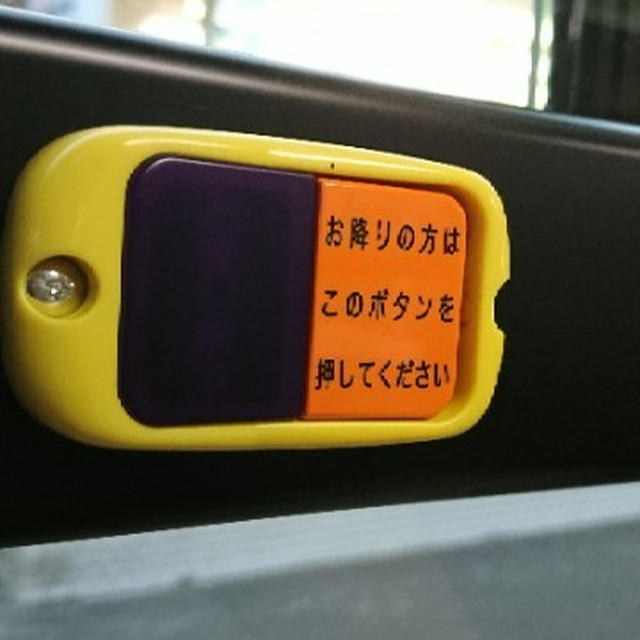 お降りの方は
このボタンを
押してください